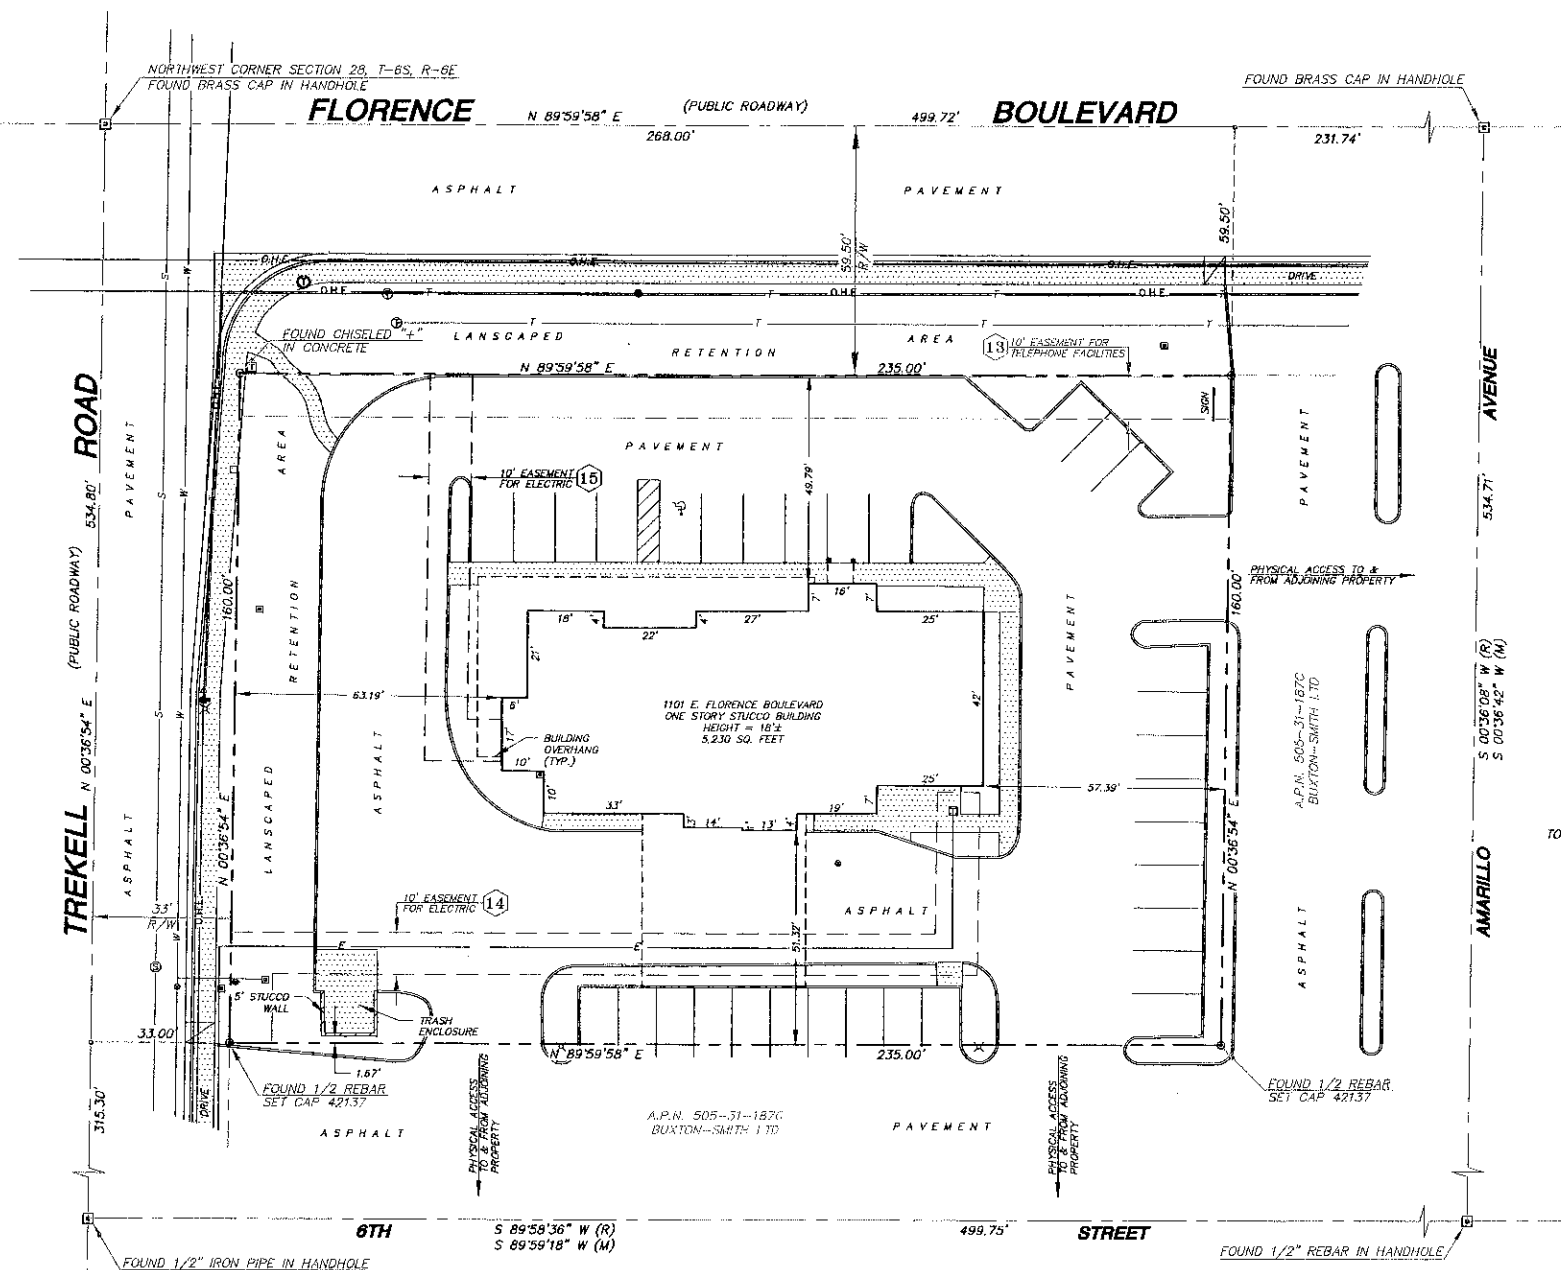 NORTHWEST CORNER SECTION 28, T-6S, R-6E
FOUND BRASS CAP IN HANDHOLE
FOUND BRASS CAP IN HANDHOLE
FLORENCE
N 89°59'58" E
(PUBLIC ROADWAY)
499.72'
BOULEVARD
268.00'
231.74'
ASPHALT
PAVEMENT
59.50'
R/W
59.50'
O.H.E.
O.H.E.
O.H.E.
DRIVE
O.H.E.
T
O.H.E.
T
O.H.E.
T
T
T
T
T
T
FOUND CHISELED "+"
IN CONCRETE
LANSCAPED
RETENTION
AREA
13
10' EASEMENT FOR
TELEPHONE FACILITIES
N 89°59'58" E
235.00'
SIGN
TREKELL
ROAD
N 00°36'54" E
(PUBLIC ROADWAY)
534.80'
PAVEMENT
ASPHALT
S
W
S
W
S
W
AREA
RETENTION
LANSCAPED
160.00'
N 00°36'54" E
O.H.E.
PAVEMENT
10' EASEMENT
FOR ELECTRIC
15
49.79'
PAVEMENT
AVENUE
534.71'
PHYSICAL ACCESS TO &
FROM ADJOINING PROPERTY
160.00'
PAVEMENT
16'
7'
7'
18'
4'
22'
4'
27'
25'
21'
63.19'
6'
17'
10'
10'
42'
1101 E. FLORENCE BOULEVARD
ONE STORY STUCCO BUILDING
HEIGHT = 18'±
5,230 SQ. FEET
BUILDING
OVERHANG
(TYP.)
ASPHALT
25'
7'
57.39'
33'
14'
13'
4'
19'
A.P.N. 505-31-187C
BUXTON-SMITH LTD
S 00°36'08" W (R)
S 00°36'42" W (M)
N 00°36'54" E
TO
AMARILLO
10' EASEMENT
FOR ELECTRIC
14
ASPHALT
51.32'
E
E
ASPHALT
33'
R/W
W
S
5' STUCCO
WALL
TRASH
ENCLOSURE
33.00'
1.67'
N 89°59'58" E
235.00'
FOUND 1/2 REBAR
SET CAP 42137
FOUND 1/2 REBAR
SET CAP 42137
DRIVE
315.30'
ASPHALT
PHYSICAL ACCESS
TO & FROM ADJOINING
PROPERTY
A.P.N. 505-31-187C
BUXTON-SMITH LTD
PAVEMENT
PHYSICAL ACCESS
TO & FROM ADJOINING
PROPERTY
6TH
S 89°58'36" W (R)
S 89°59'18" W (M)
499.75'
STREET
FOUND 1/2" IRON PIPE IN HANDHOLE
FOUND 1/2" REBAR IN HANDHOLE